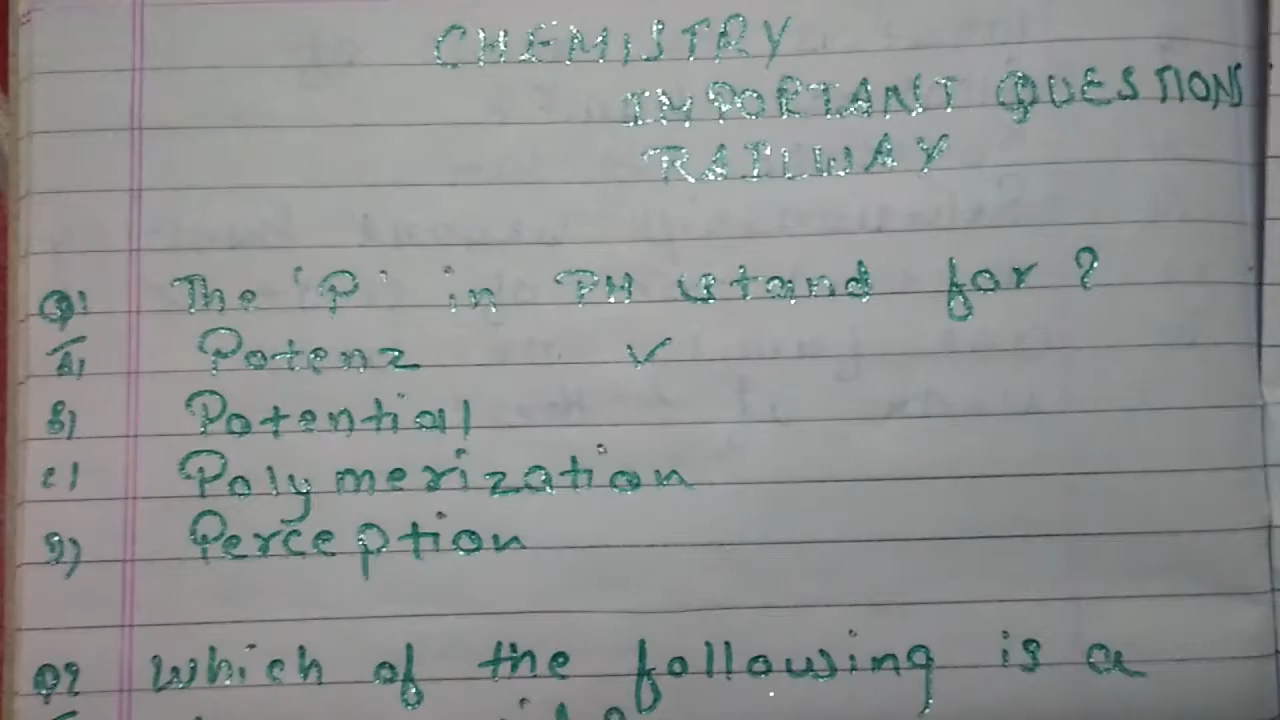 CHEMISTRY
IMPORTANT QUESTIONS
RAILWAY
Q1 The 'P' in PH stand for ?
A) Potenz ✓
B) Potential
C) Polymerization
D) Perception
Q2 Which of the following is a